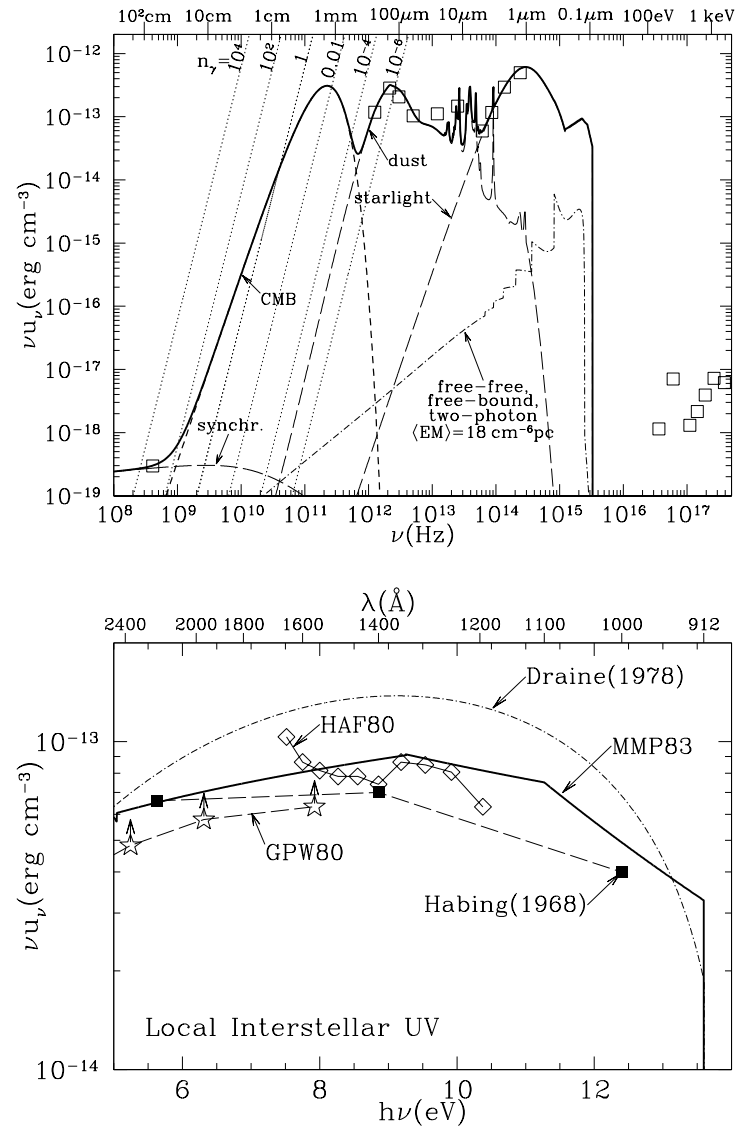 10²cm 10cm 1cm 1mm 100μm 10μm 1μm 0.1μm 100eV 1 keV
10⁻¹²
nγ 10⁴ 10² 1 0.01 10⁻⁴ 10⁻⁶
10⁻¹³
dust
10⁻¹⁴
starlight
10⁻¹⁵
CMB
10⁻¹⁶
10⁻¹⁷
free−free,
free−bound,
two−photon
⟨EM⟩=18 cm⁻⁶pc
synchr.
10⁻¹⁸
10⁻¹⁹
νuν(erg cm⁻³)
10⁸ 10⁹ 10¹⁰ 10¹¹ 10¹² 10¹³ 10¹⁴ 10¹⁵ 10¹⁶ 10¹⁷
ν(Hz)
λ(Å)
2400 2000 1800 1600 1400 1200 1100 1000 912
Draine(1978)
HAF80
10⁻¹³
MMP83
GPW80
Habing(1968)
νuν(erg cm⁻³)
Local Interstellar UV
10⁻¹⁴
6 8 10 12
hν(eV)